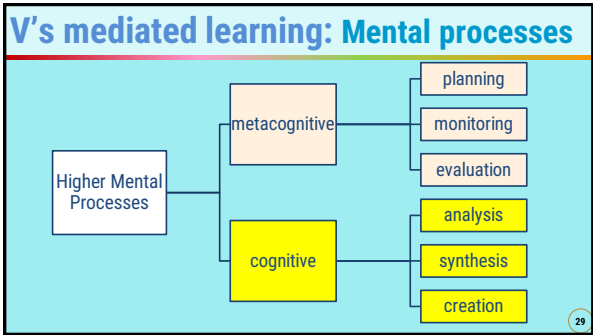 V's mediated learning: Mental processes
planning
metacognitive
monitoring
evaluation
Higher Mental
Processes
analysis
cognitive
synthesis
creation
29